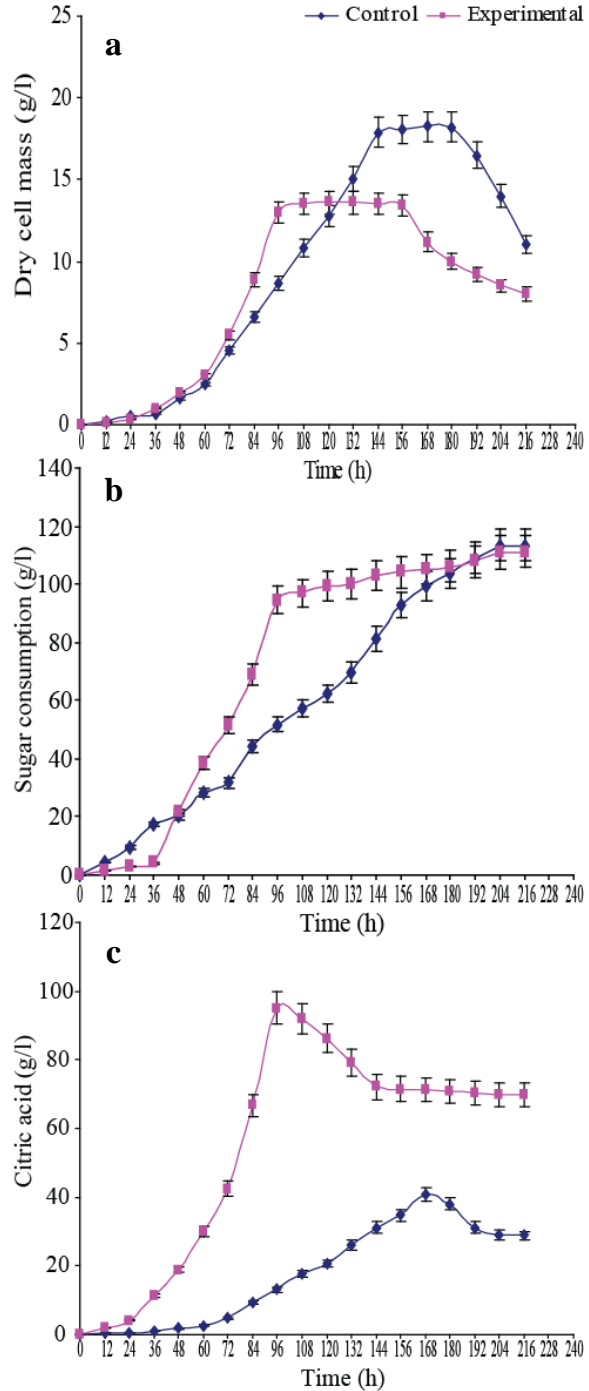 Control Experimental
a
Dry cell mass (g/l)
25
20
15
10
5
0
0 12 24 36 48 60 72 84 96 108 120 132 144 156 168 180 192 204 216 228 240
Time (h)
b
Sugar consumption (g/l)
140
120
100
80
60
40
20
0
0 12 24 36 48 60 72 84 96 108 120 132 144 156 168 180 192 204 216 228 240
Time (h)
c
Citric acid (g/l)
120
100
80
60
40
20
0
0 12 24 36 48 60 72 84 96 108 120 132 144 156 168 180 192 204 216 228 240
Time (h)